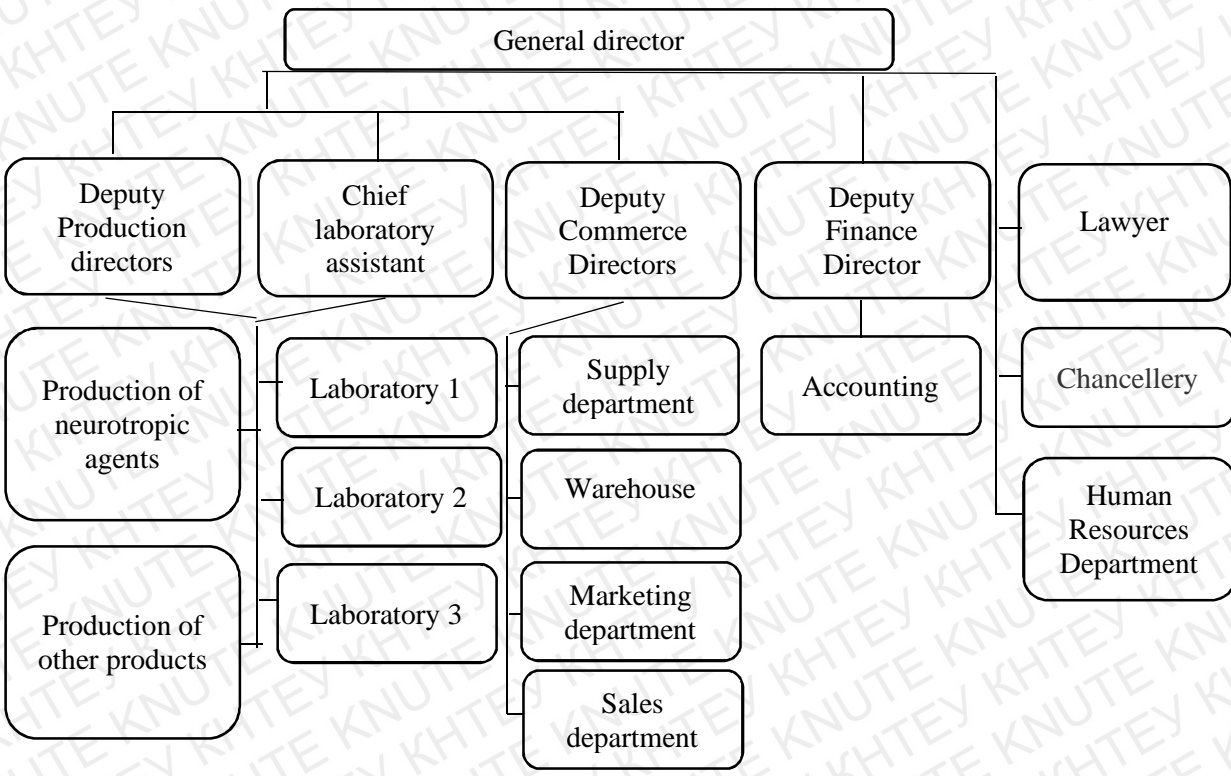 General director
Deputy
Production
directors
Chief
laboratory
assistant
Deputy
Commerce
Directors
Deputy
Finance
Director
Lawyer
Production of
neurotropic
agents
Laboratory 1
Supply
department
Accounting
Chancellery
Laboratory 2
Warehouse
Human
Resources
Department
Production of
other products
Laboratory 3
Marketing
department
Sales
department